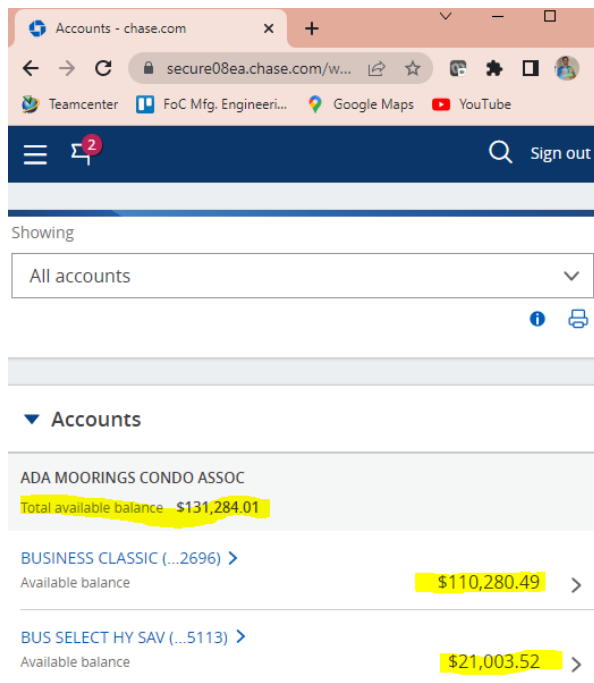 Accounts - chase.com
secure08ea.chase.com/w...
Teamcenter FoC Mfg. Engineeri... Google Maps YouTube
2 Sign out
Showing
All accounts
Accounts
ADA MOORINGS CONDO ASSOC
Total available balance $131,284.01
BUSINESS CLASSIC (...2696)
Available balance $110,280.49
BUS SELECT HY SAV (...5113)
Available balance $21,003.52